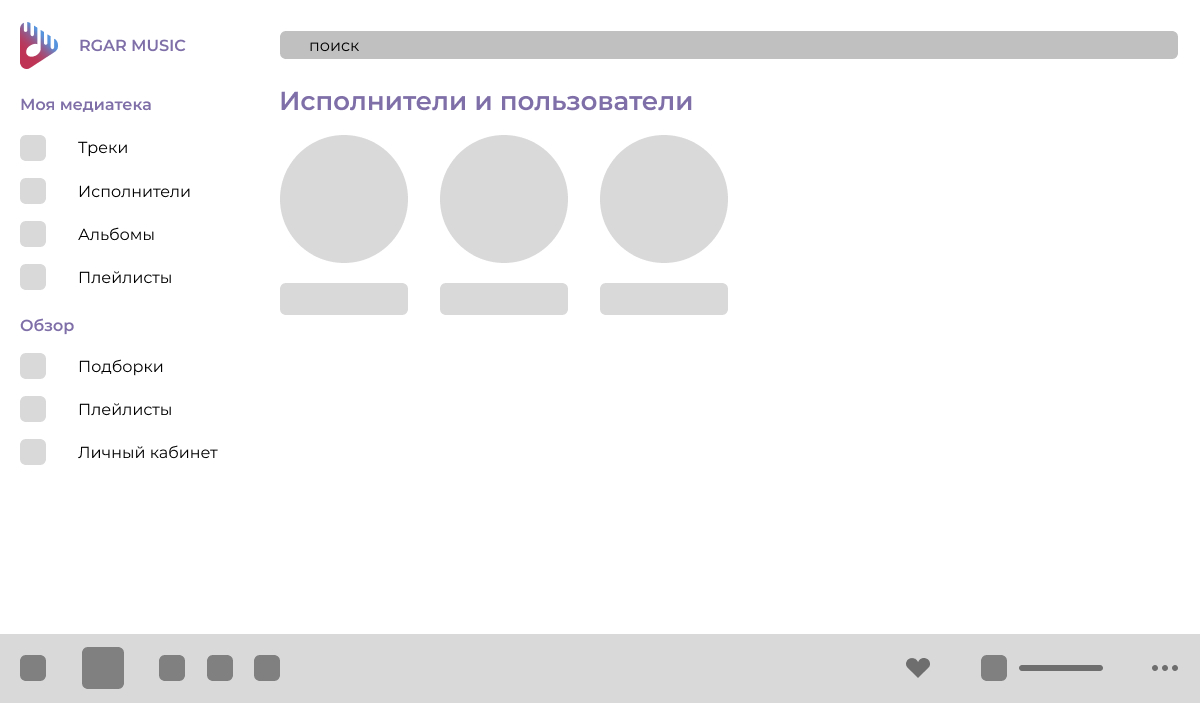 RGAR MUSIC
поиск
Моя медиатека
Треки
Исполнители
Альбомы
Плейлисты
Обзор
Подборки
Плейлисты
Личный кабинет
Исполнители и пользователи